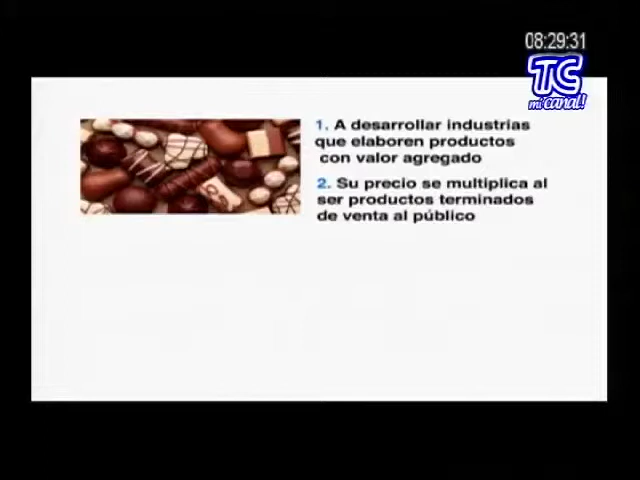 08:29:31
TC
mi canal!
1. A desarrollar industrias
que elaboren productos
con valor agregado
2. Su precio se multiplica al
ser productos terminados
de venta al público